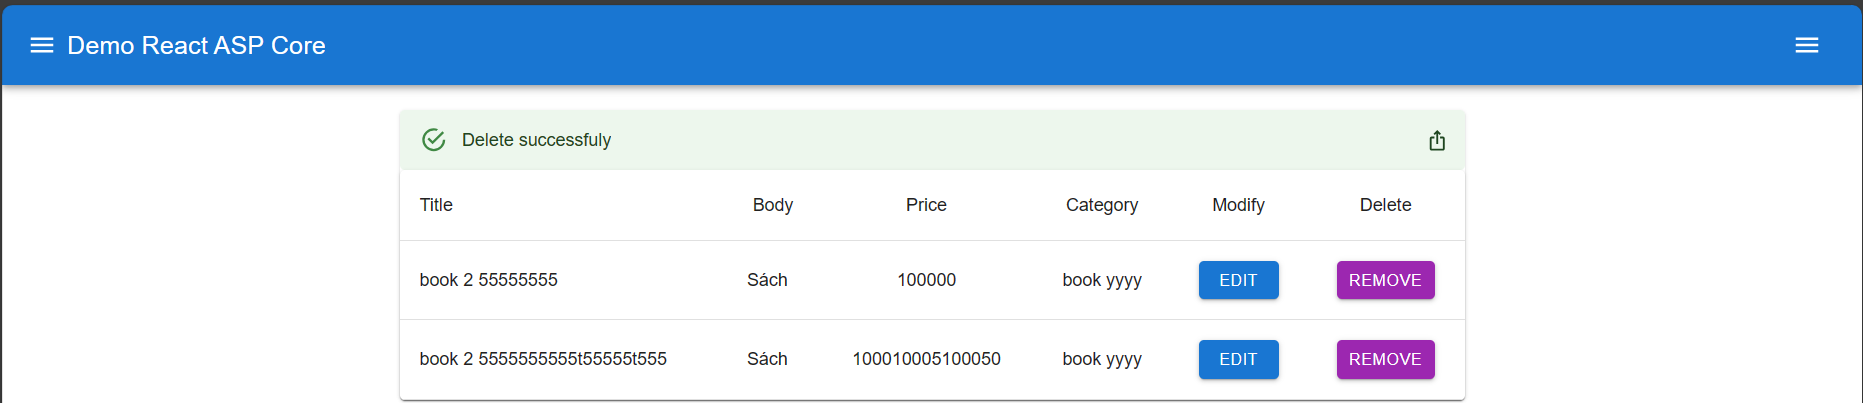 Demo React ASP Core
Delete successfuly
Title Body Price Category Modify Delete
book 2 55555555 Sách 100000 book yyyy EDIT REMOVE
book 2 5555555555t55555t555 Sách 100010005100050 book yyyy EDIT REMOVE